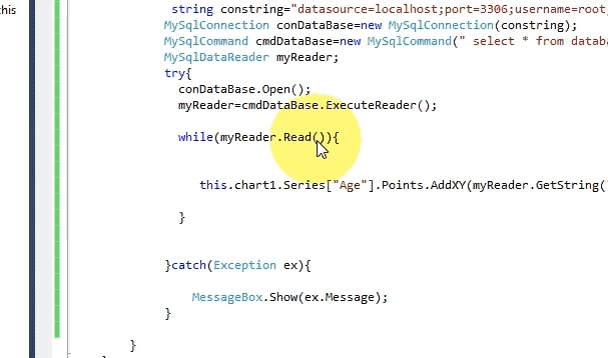 this
string constring="datasource=localhost;port=3306;username=root
MySqlConnection conDataBase=new MySqlConnection(constring);
MySqlCommand cmdDataBase=new MySqlCommand(" select * from datab
MySqlDataReader myReader;
try{
conDataBase.Open();
myReader=cmdDataBase.ExecuteReader();
while(myReader.Read()){
this.chart1.Series["Age"].Points.AddXY(myReader.GetString(
}
}catch(Exception ex){
MessageBox.Show(ex.Message);
}
}